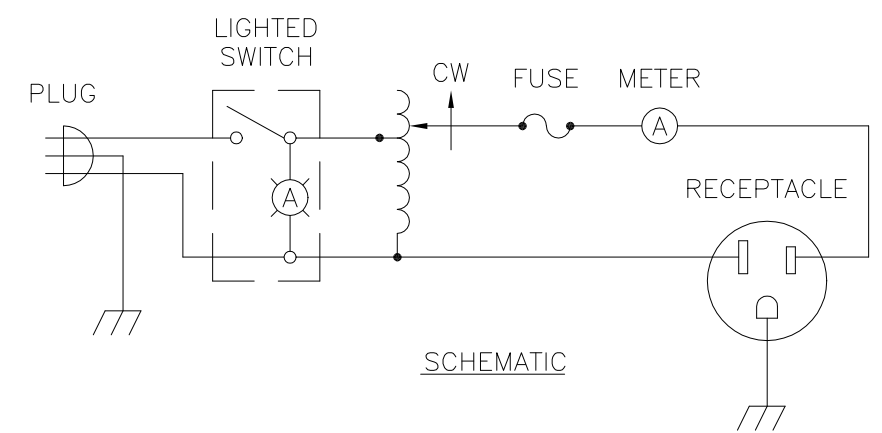 LIGHTED
SWITCH
PLUG
CW
FUSE
METER
A
A
RECEPTACLE
SCHEMATIC